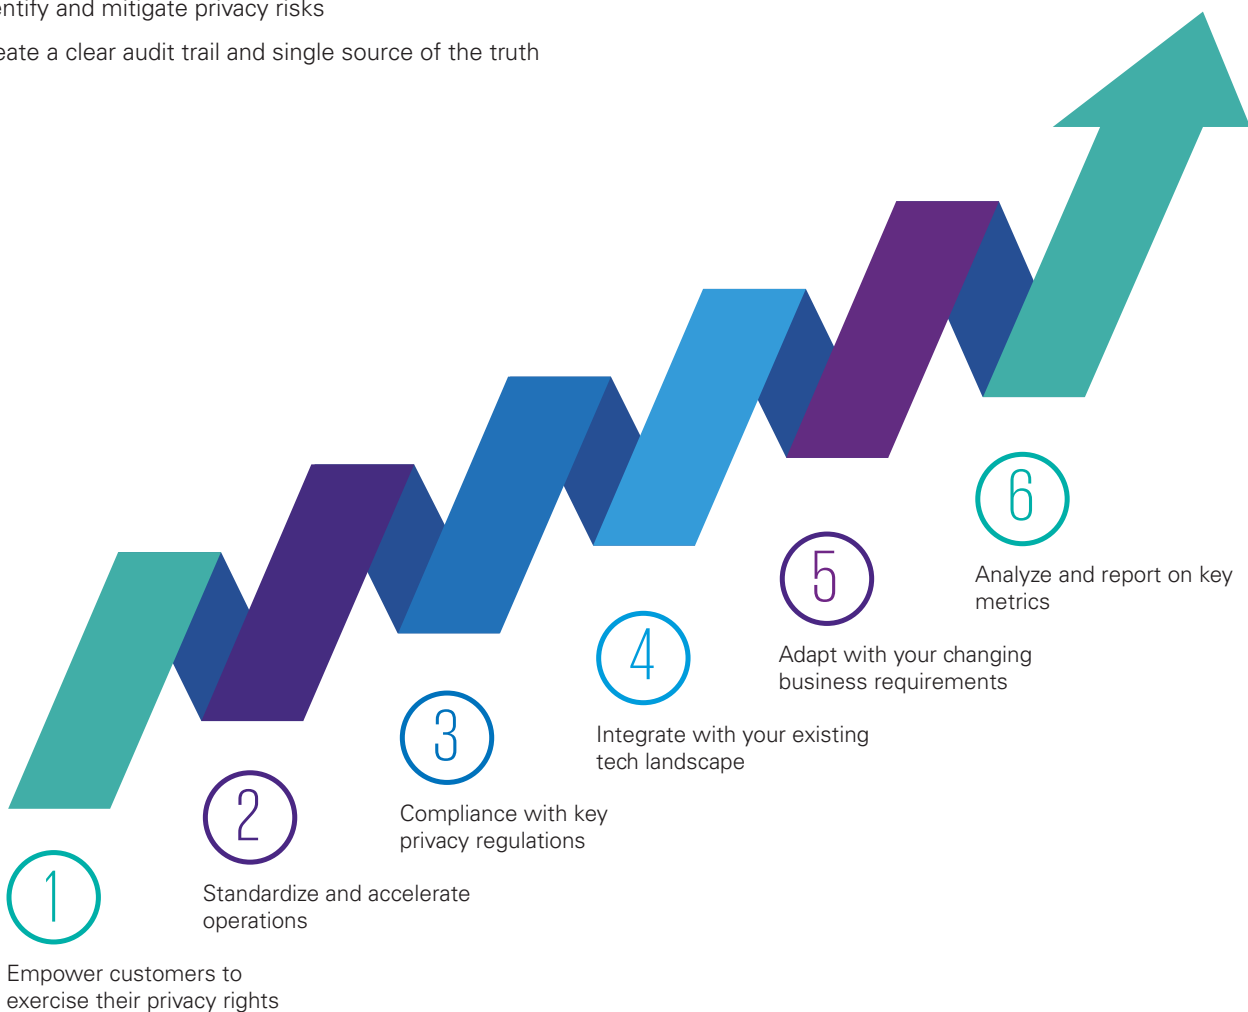 entify and mitigate privacy risks
eate a clear audit trail and single source of the truth
1
Empower customers to
exercise their privacy rights
2
Standardize and accelerate
operations
3
Compliance with key
privacy regulations
4
Integrate with your existing
tech landscape
5
Adapt with your changing
business requirements
6
Analyze and report on key
metrics